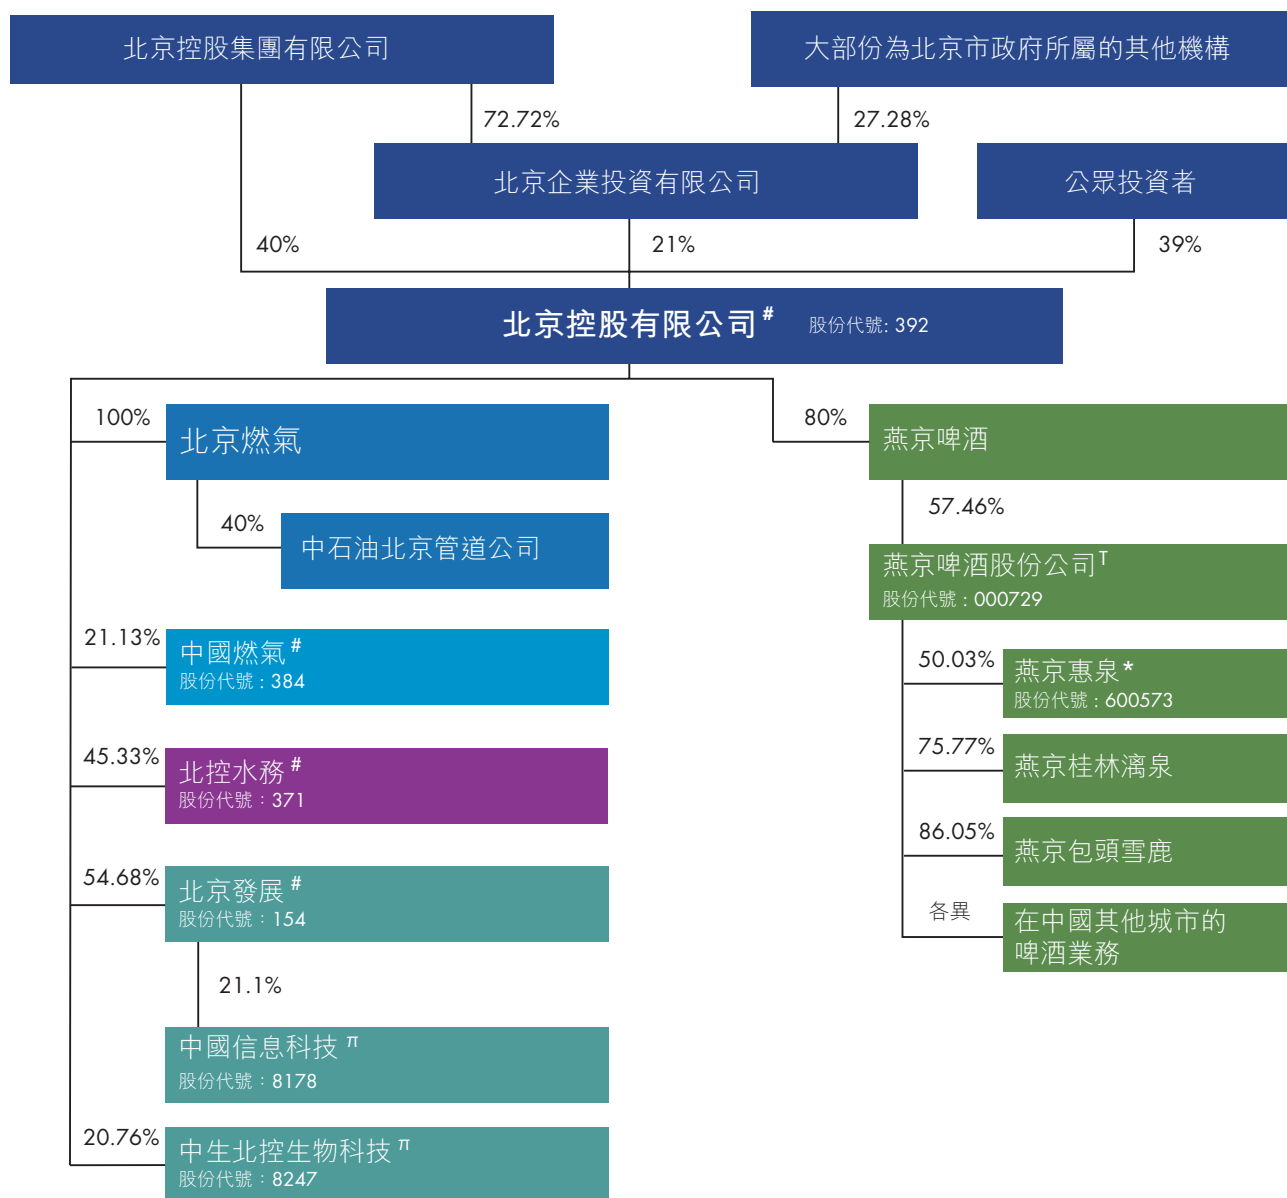 北京控股集團有限公司
大部份為北京市政府所屬的其他機構
72.72%
27.28%
北京企業投資有限公司
公眾投資者
40%
21%
39%
北京控股有限公司# 股份代號: 392
100%
北京燃氣
40%
中石油北京管道公司
21.13%
中國燃氣#
股份代號 : 384
45.33%
北控水務#
股份代號：371
54.68%
北京發展#
股份代號：154
21.1%
中國信息科技π
股份代號：8178
20.76%
中生北控生物科技π
股份代號：8247
80%
燕京啤酒
57.46%
燕京啤酒股份公司T
股份代號 : 000729
50.03%
燕京惠泉*
股份代號 : 600573
75.77%
燕京桂林漓泉
86.05%
燕京包頭雪鹿
各異
在中國其他城市的
啤酒業務